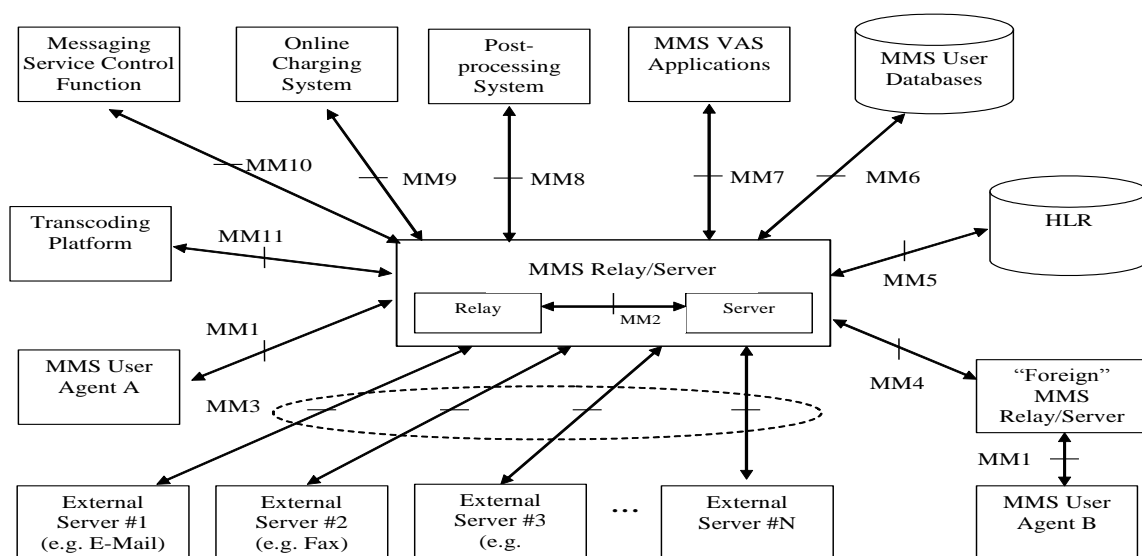 Messaging
Service Control
Function
Online
Charging
System
Post-
processing
System
MMS VAS
Applications
MMS User
Databases
MM10
MM9
MM8
MM7
MM6
Transcoding
Platform
MM11
HLR
MMS Relay/Server
MM5
Relay
MM2
Server
MM1
MMS User
Agent A
MM4
“Foreign”
MMS
Relay/Server
MM3
MM1
External
Server #1
(e.g. E-Mail)
External
Server #2
(e.g. Fax)
External
Server #3
(e.g.
...
External
Server #N
MMS User
Agent B